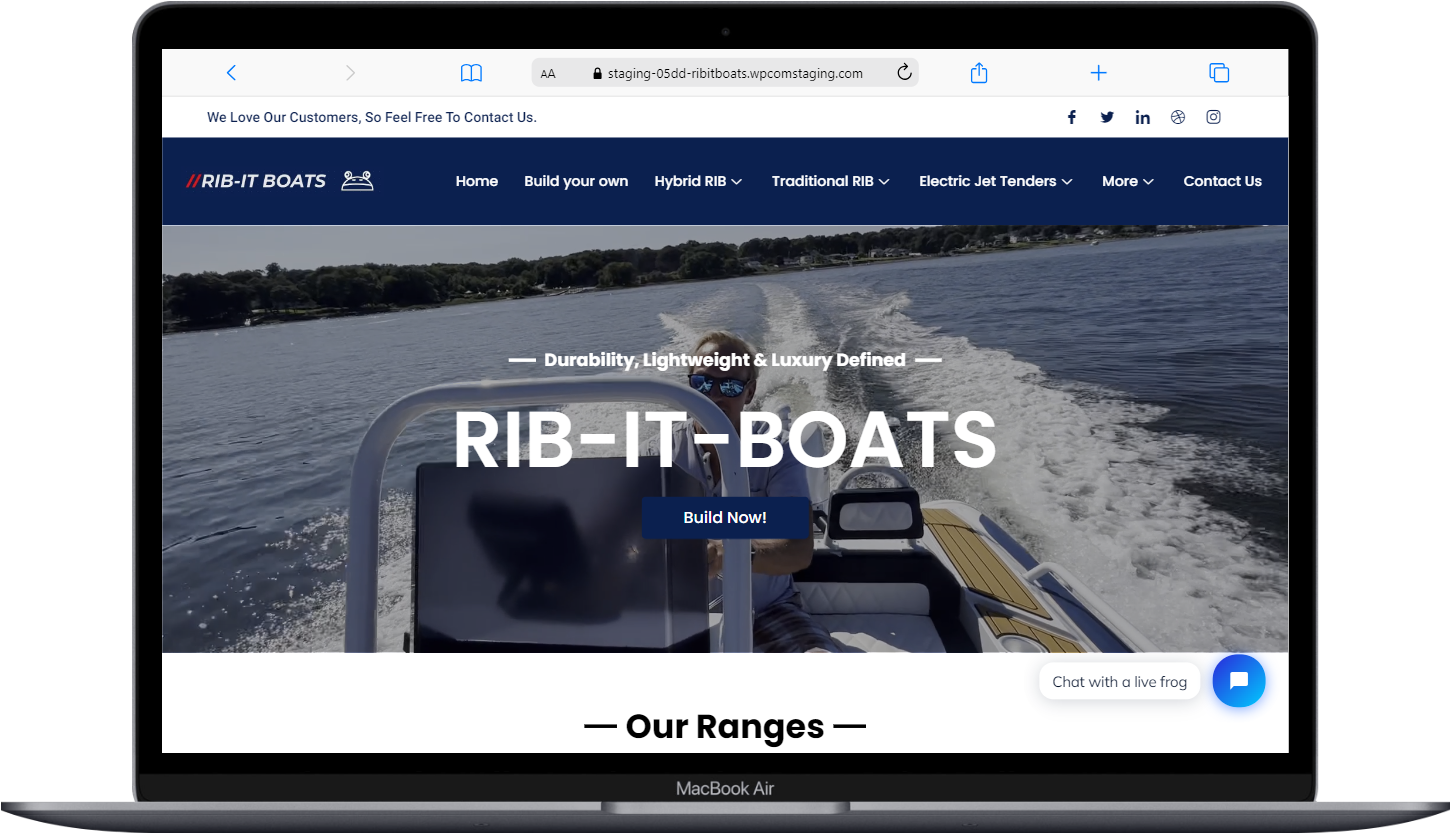 AA staging-05dd-ribitboats.wpcomstaging.com
We Love Our Customers, So Feel Free To Contact Us.
//RIB-IT BOATS Home Build your own Hybrid RIB Traditional RIB Electric Jet Tenders More Contact Us
Durability, Lightweight & Luxury Defined
RIB-IT-BOATS
Build Now!
Chat with a live frog
Our Ranges
MacBook Air